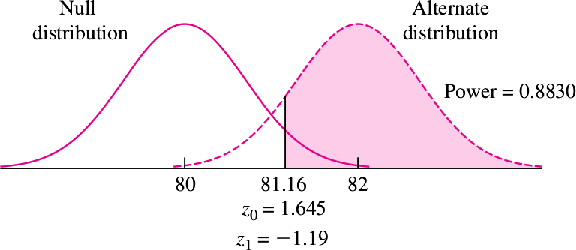 Null
distribution
Alternate
distribution
Power = 0.8830
80
81.16
82
z0 = 1.645
z1 = −1.19